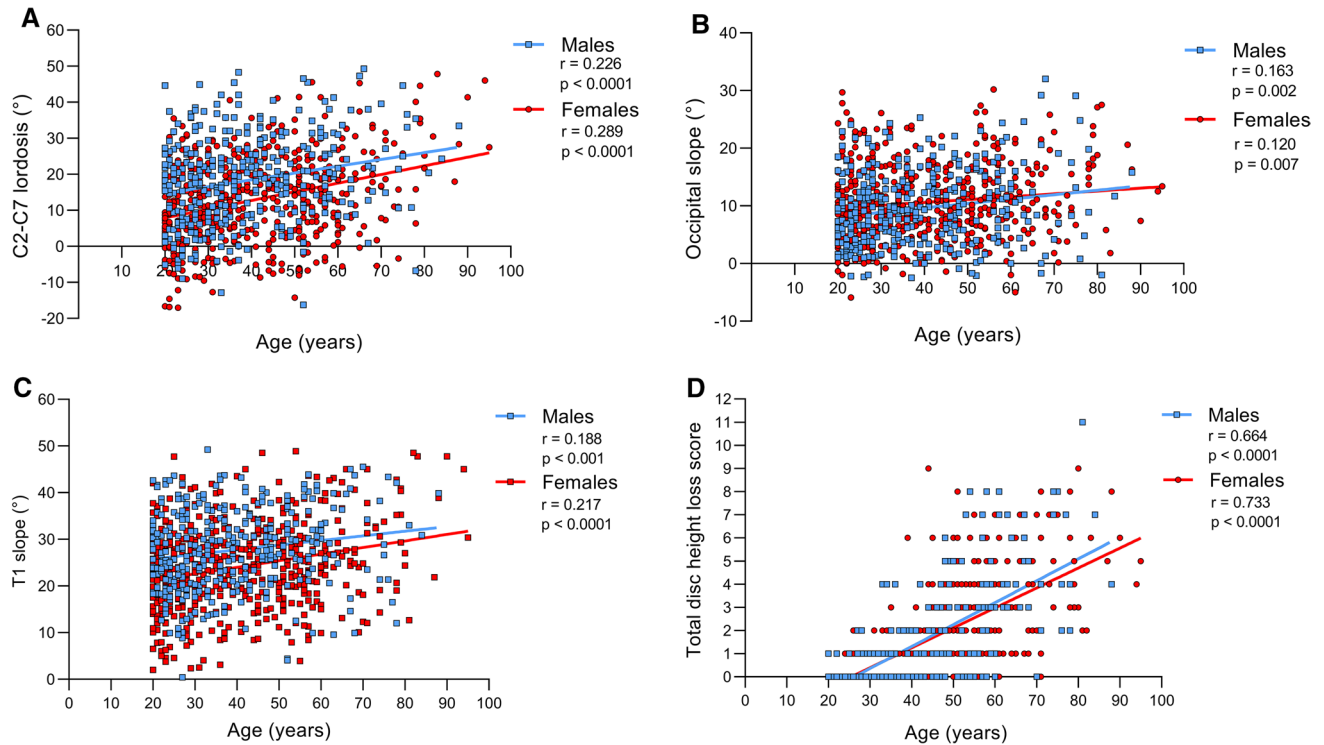 A
60
50
40
30
20
10
0
-10
-20
10 20 30 40 50 60 70 80 90 100
C2-C7 lordosis (°)
Age (years)
Males
r = 0.226
p < 0.0001
Females
r = 0.289
p < 0.0001
B
40
30
20
10
0
-10
10 20 30 40 50 60 70 80 90 100
Occipital slope (°)
Age (years)
Males
r = 0.163
p = 0.002
Females
r = 0.120
p = 0.007
C
60
50
40
30
20
10
0
0 10 20 30 40 50 60 70 80 90 100
T1 slope (°)
Age (years)
Males
r = 0.188
p < 0.001
Females
r = 0.217
p < 0.0001
D
12
11
10
9
8
7
6
5
4
3
2
1
0
0 10 20 30 40 50 60 70 80 90 100
Total disc height loss score
Age (years)
Males
r = 0.664
p < 0.0001
Females
r = 0.733
p < 0.0001